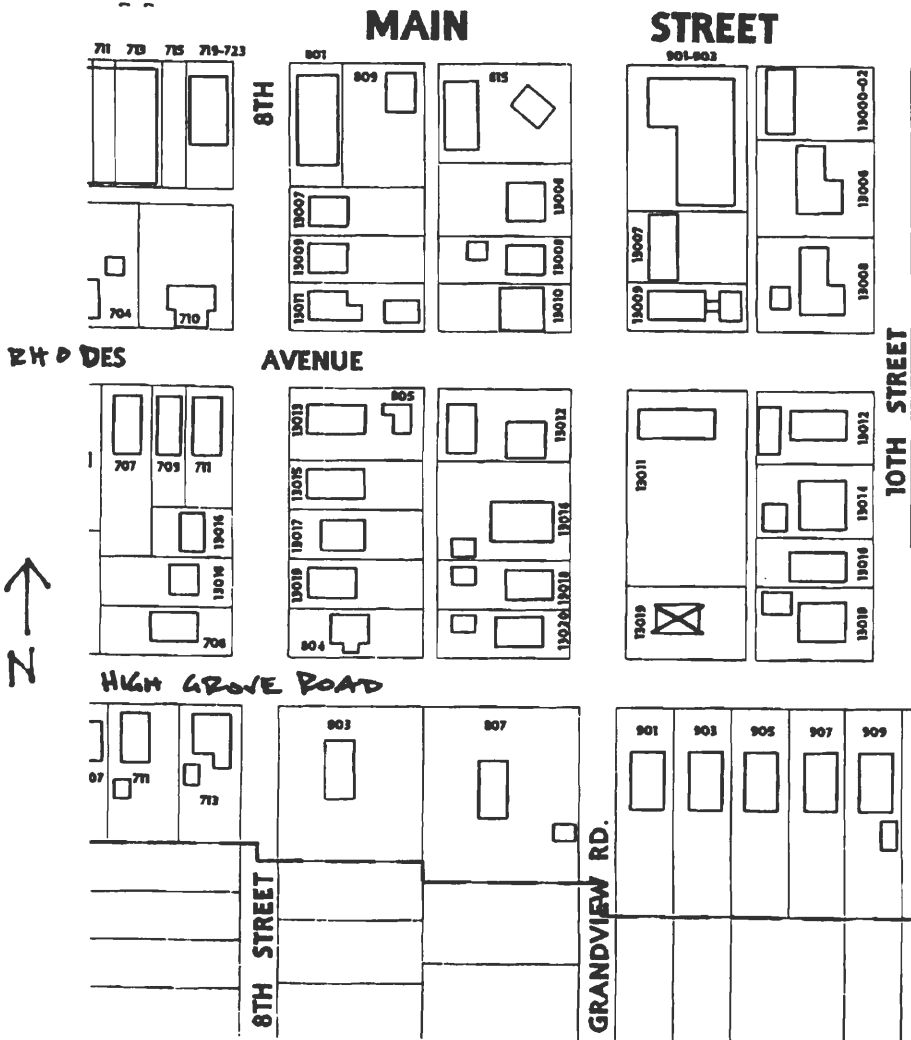 MAIN STREET
711 713 715 719-723 801 901-903
809 815 13000-02
8TH
13006 13006
13007 13007
13009 13008 13008
13011 13010 13009
704 710
RHODES AVENUE
10TH STREET
805
13013 13012 13012
707 709 711
13015 13011 13014
13016 13017 13016 13016
13018 13019 13018
706 804 13020 13019 13018
N
HIGH GROVE ROAD
803 807 901 903 905 907 909
07 711 713
8TH STREET
GRANDVIEW RD.